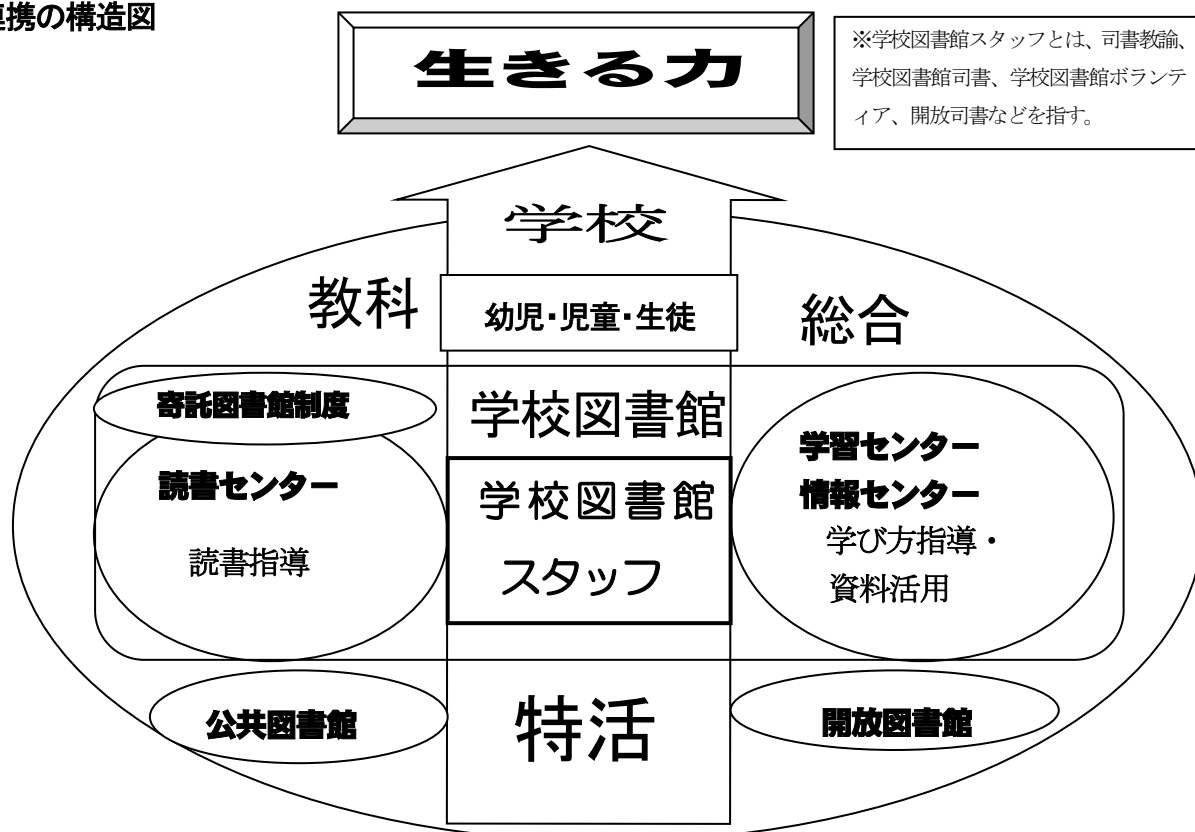 連携の構造図
生きる力
※学校図書館スタッフとは、司書教諭、
学校図書館司書、学校図書館ボランテ
ィア、開放司書などを指す。
学校
教科
幼児・児童・生徒
総合
寄託図書館制度
学校図書館
読書センター
読書指導
学校図書館
スタッフ
学習センター
情報センター
学び方指導・
資料活用
公共図書館
特活
開放図書館